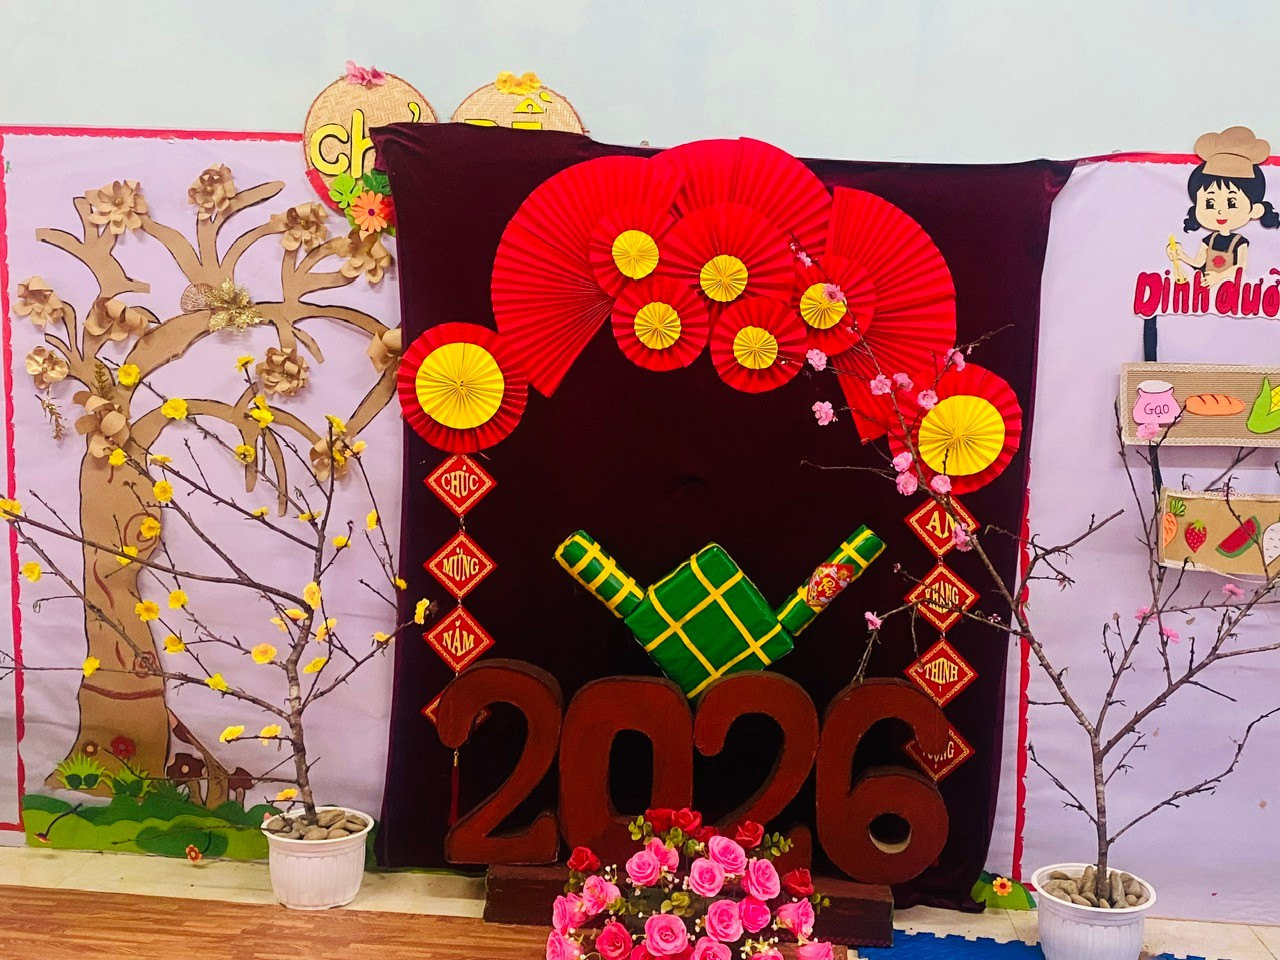 CHÚC
MỪNG
NĂM
AN
KHANG
THỊNH
VƯỢNG
2026
Dinh dưỡ
Gạo